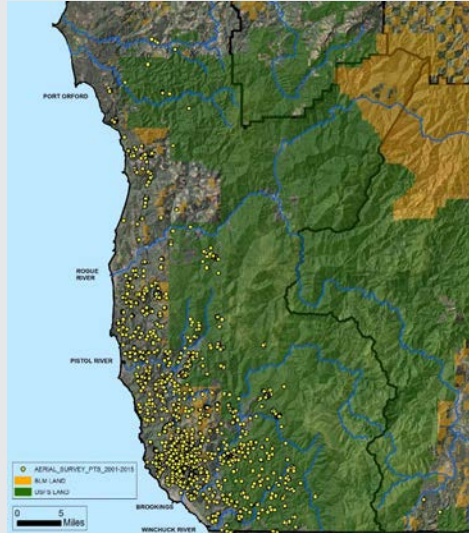 PORT ORFORD
ROGUE
RIVER
PISTOL RIVER
AERIAL_SURVEY_PTS_2001-2015
BLM LAND
USFS LAND
BROOKINGS
0 5
Miles
WINCHUCK RIVER